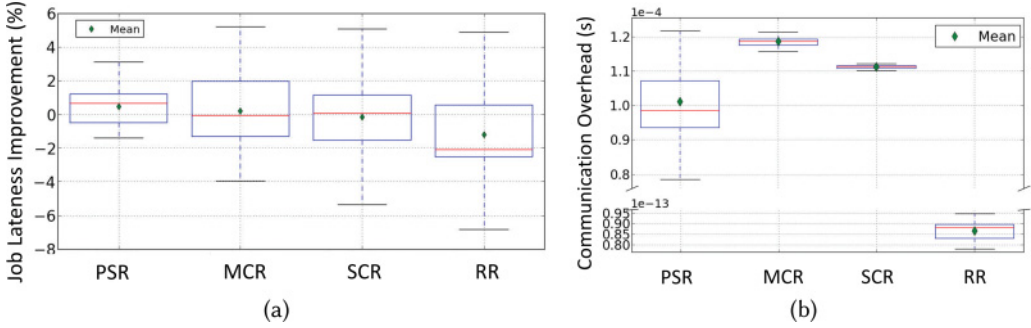 Job Lateness Improvement (%)
6
4
2
0
−2
−4
−6
−8
Mean
PSR
MCR
SCR
RR
(a)
Communication Overhead (s)
1e−4
1.2
1.1
1.0
0.9
0.8
1e−13
0.95
0.90
0.85
0.80
Mean
PSR
MCR
SCR
RR
(b)